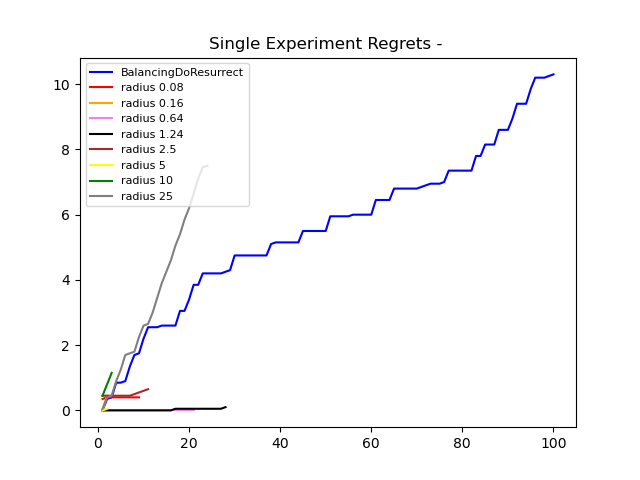 Single Experiment Regrets -
BalancingDoResurrect
radius 0.08
radius 0.16
radius 0.64
radius 1.24
radius 2.5
radius 5
radius 10
radius 25
10
8
6
4
2
0
0 20 40 60 80 100